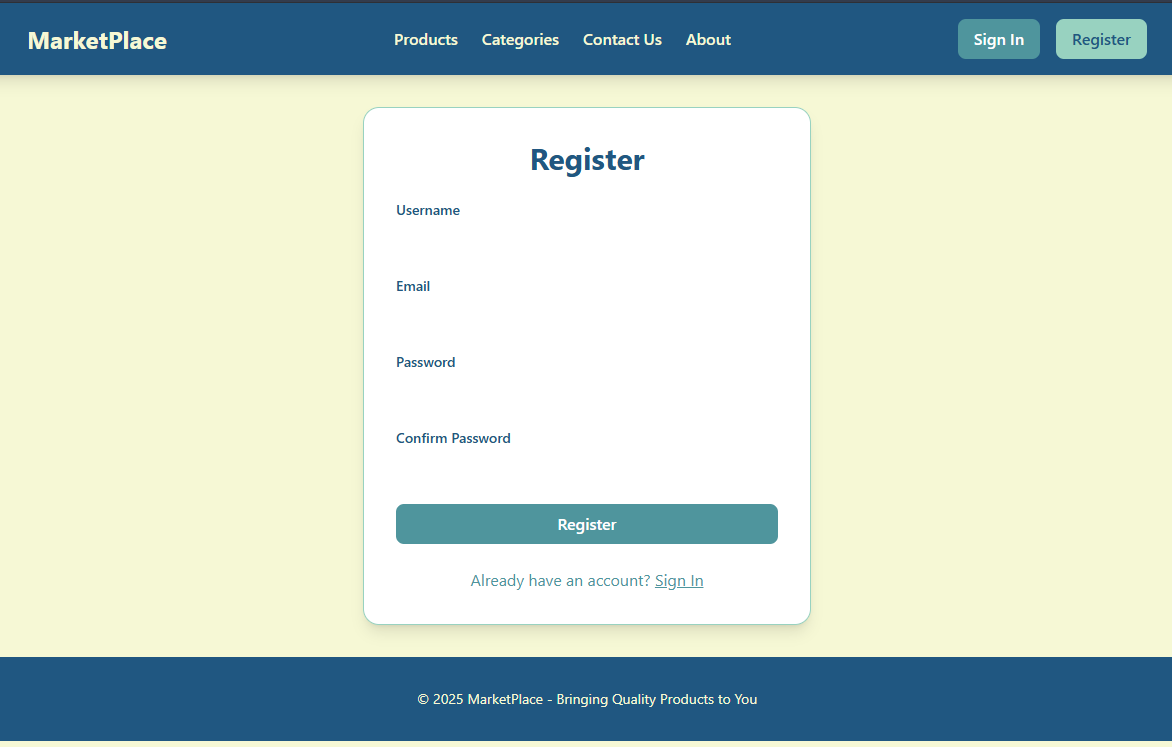 MarketPlace Products Categories Contact Us About Sign In Register
Register
Username
Email
Password
Confirm Password
Register
Already have an account? Sign In
© 2025 MarketPlace - Bringing Quality Products to You